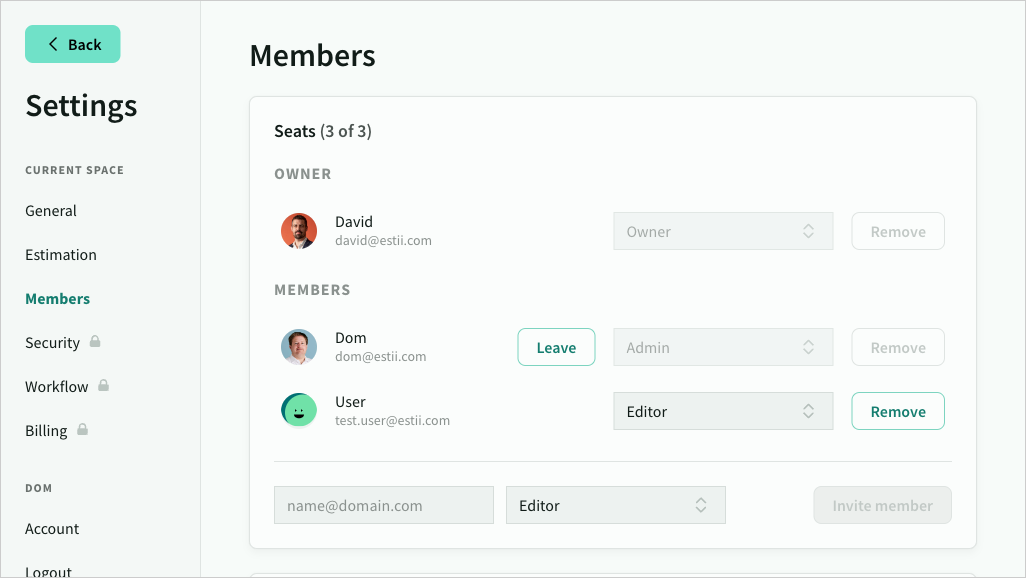 Back
Settings
CURRENT SPACE
General
Estimation
Members
Security
Workflow
Billing
DOM
Account
Logout
Members
Seats (3 of 3)
OWNER
David
david@estii.com
Owner
Remove
MEMBERS
Dom
dom@estii.com
Leave
Admin
Remove
User
test.user@estii.com
Editor
Remove
name@domain.com
Editor
Invite member